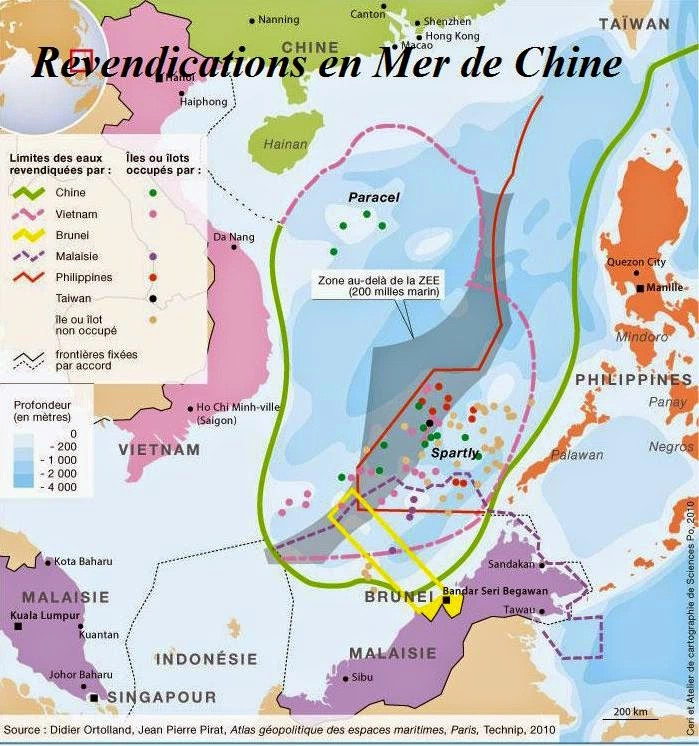 Revendications en Mer de Chine
Nanning
Canton
Shenzhen
Hong Kong
Macao
CHINE
TAÏWAN
Hanoi
Haiphong
Hainan
Limites des eaux
revendiquées par :
Îles ou îlots
occupés par :
Chine
Vietnam
Brunei
Malaisie
Philippines
Taiwan
île ou îlot
non occupé
frontières fixées
par accord
Profondeur
(en mètres)
0
- 200
- 1 000
- 2 000
- 4 000
Paracel
Da Nang
Zone au-delà de la ZEE
(200 milles marin)
Quezon City
Manille
Mindoro
PHILIPPINES
Panay
Negros
Palawan
Ho Chi Minh-ville
(Saigon)
VIETNAM
Spartly
Kota Baharu
MALAISIE
Kuala Lumpur
Kuantan
Johor Baharu
SINGAPOUR
INDONÉSIE
BRUNEI
Bandar Seri Begawan
Sandakan
Tawau
MALAISIE
Sibu
200 km
Source : Didier Ortolland, Jean Pierre Pirat, Atlas géopolitique des espaces maritimes, Paris, Technip, 2010
Ceri et Atelier de cartographie de Sciences Po, 2010